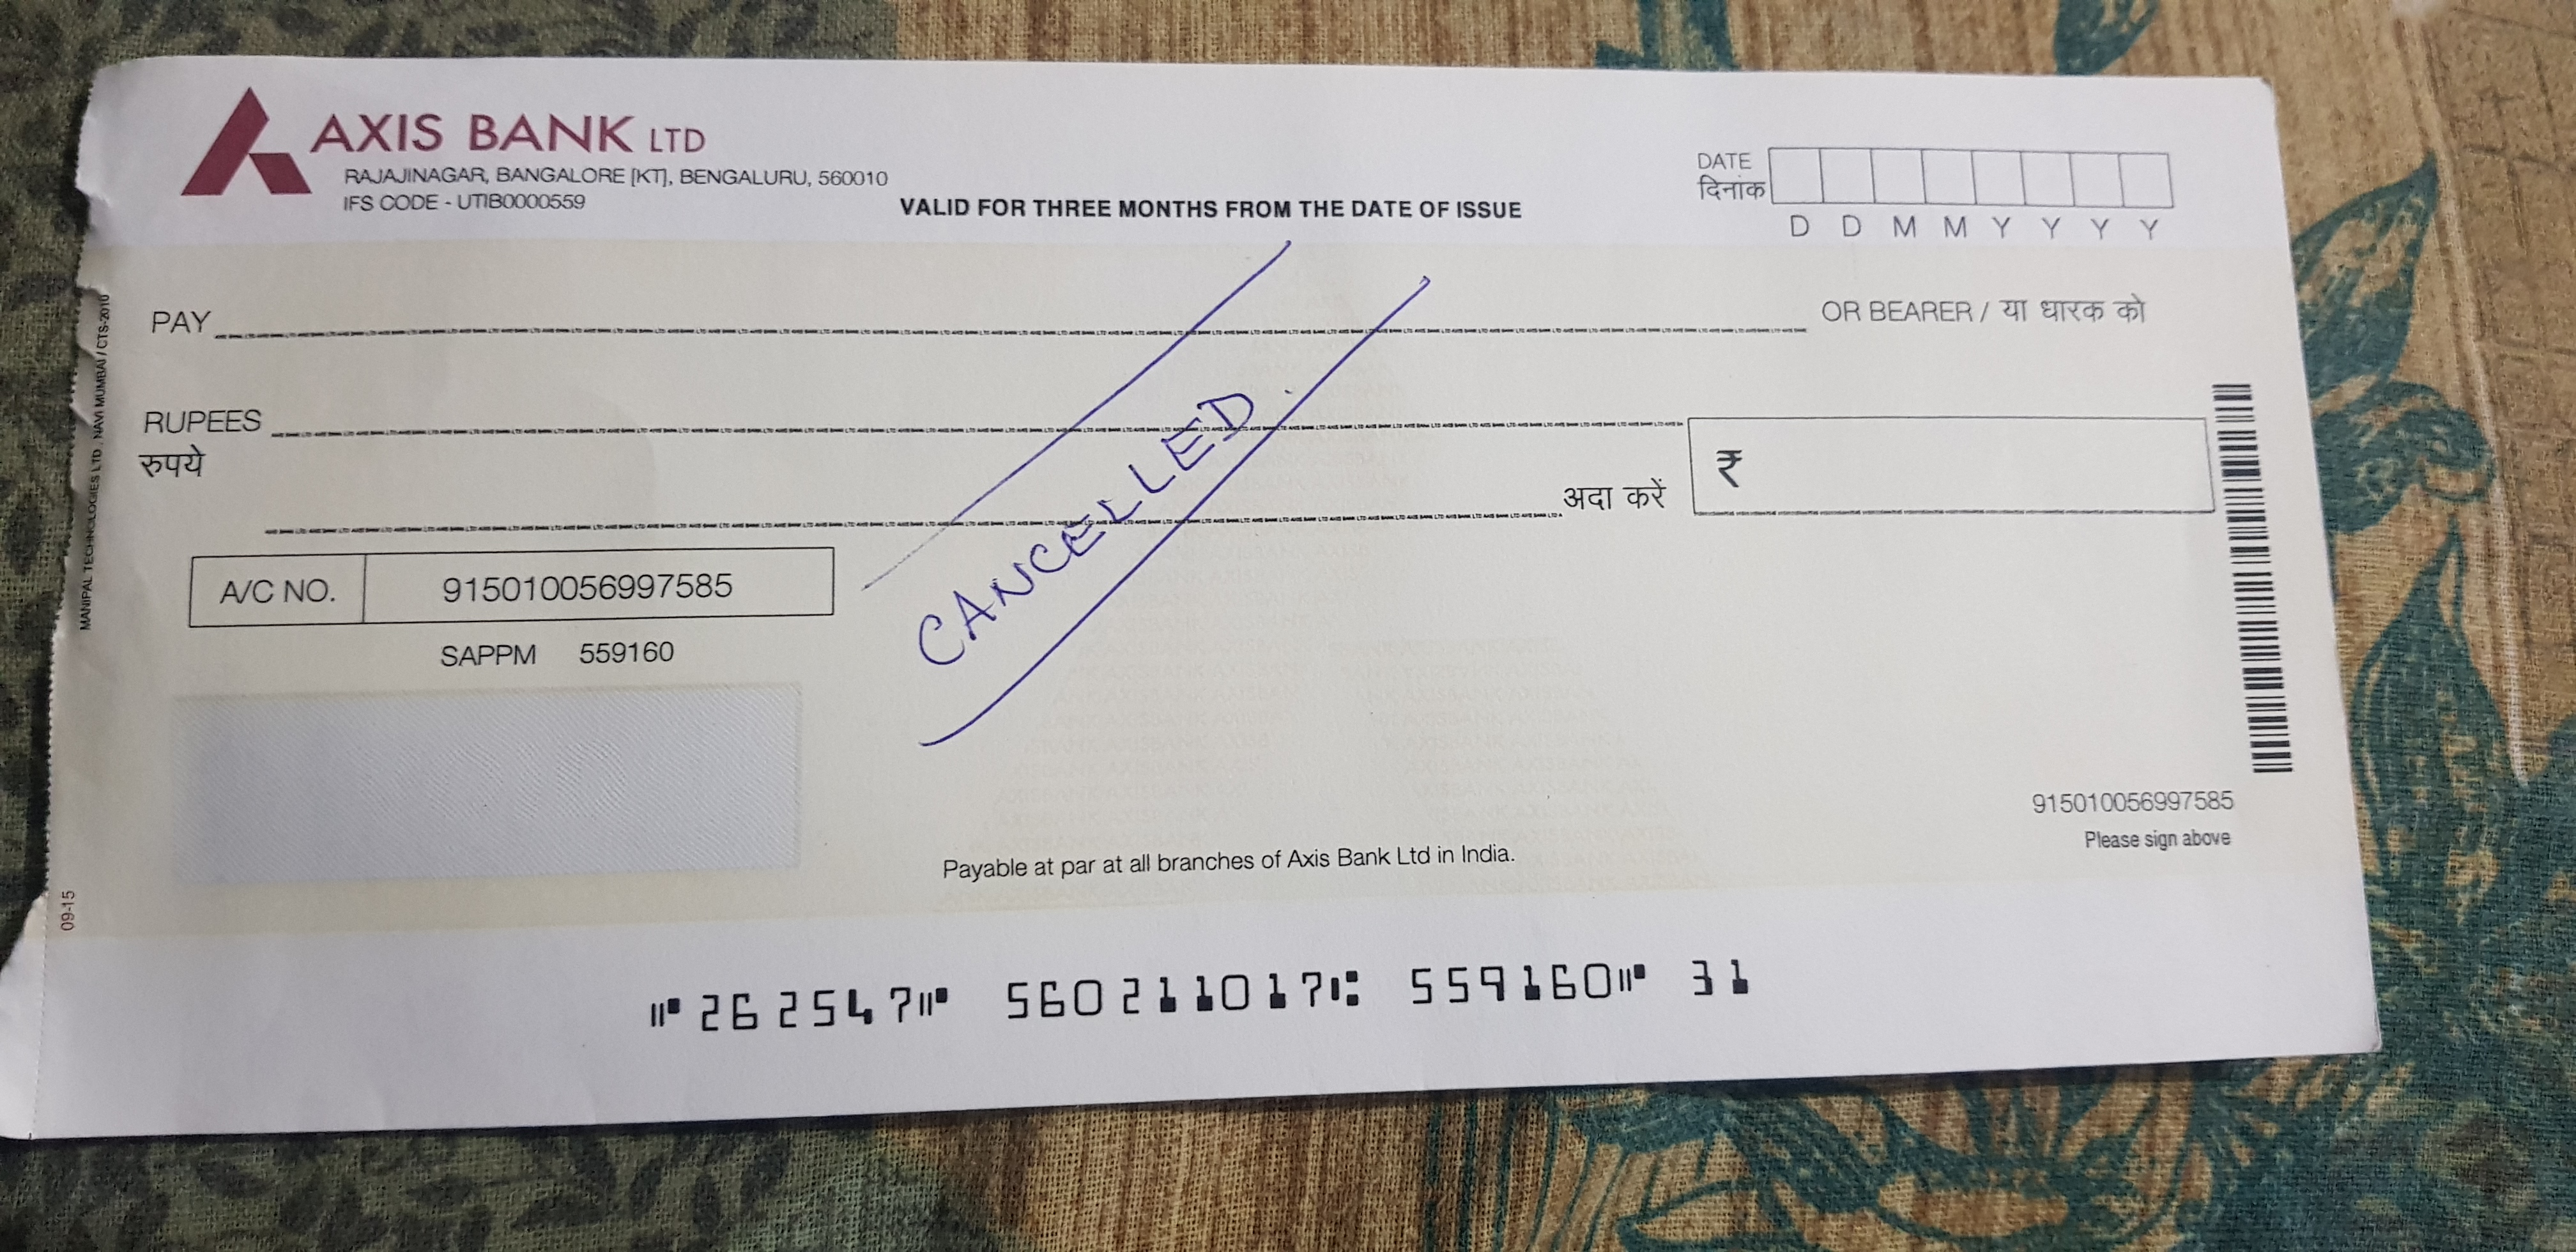 AXIS BANK LTD
RAJAJINAGAR, BANGALORE [KT], BENGALURU, 560010
IFS CODE - UTIB0000559
VALID FOR THREE MONTHS FROM THE DATE OF ISSUE
DATE
दिनांक
D D M M Y Y Y Y
PAY
OR BEARER / या धारक को
RUPEES
रुपये
अदा करें
₹
A/C NO. 915010056997585
SAPPM 559160
CANCELLED
MANIPAL TECHNOLOGIES LTD., NAVI MUMBAI / CTS-2010
915010056997585
Please sign above
Payable at par at all branches of Axis Bank Ltd in India.
09-15
⑈262547⑈ 560211017⑆ 559160⑈ 31